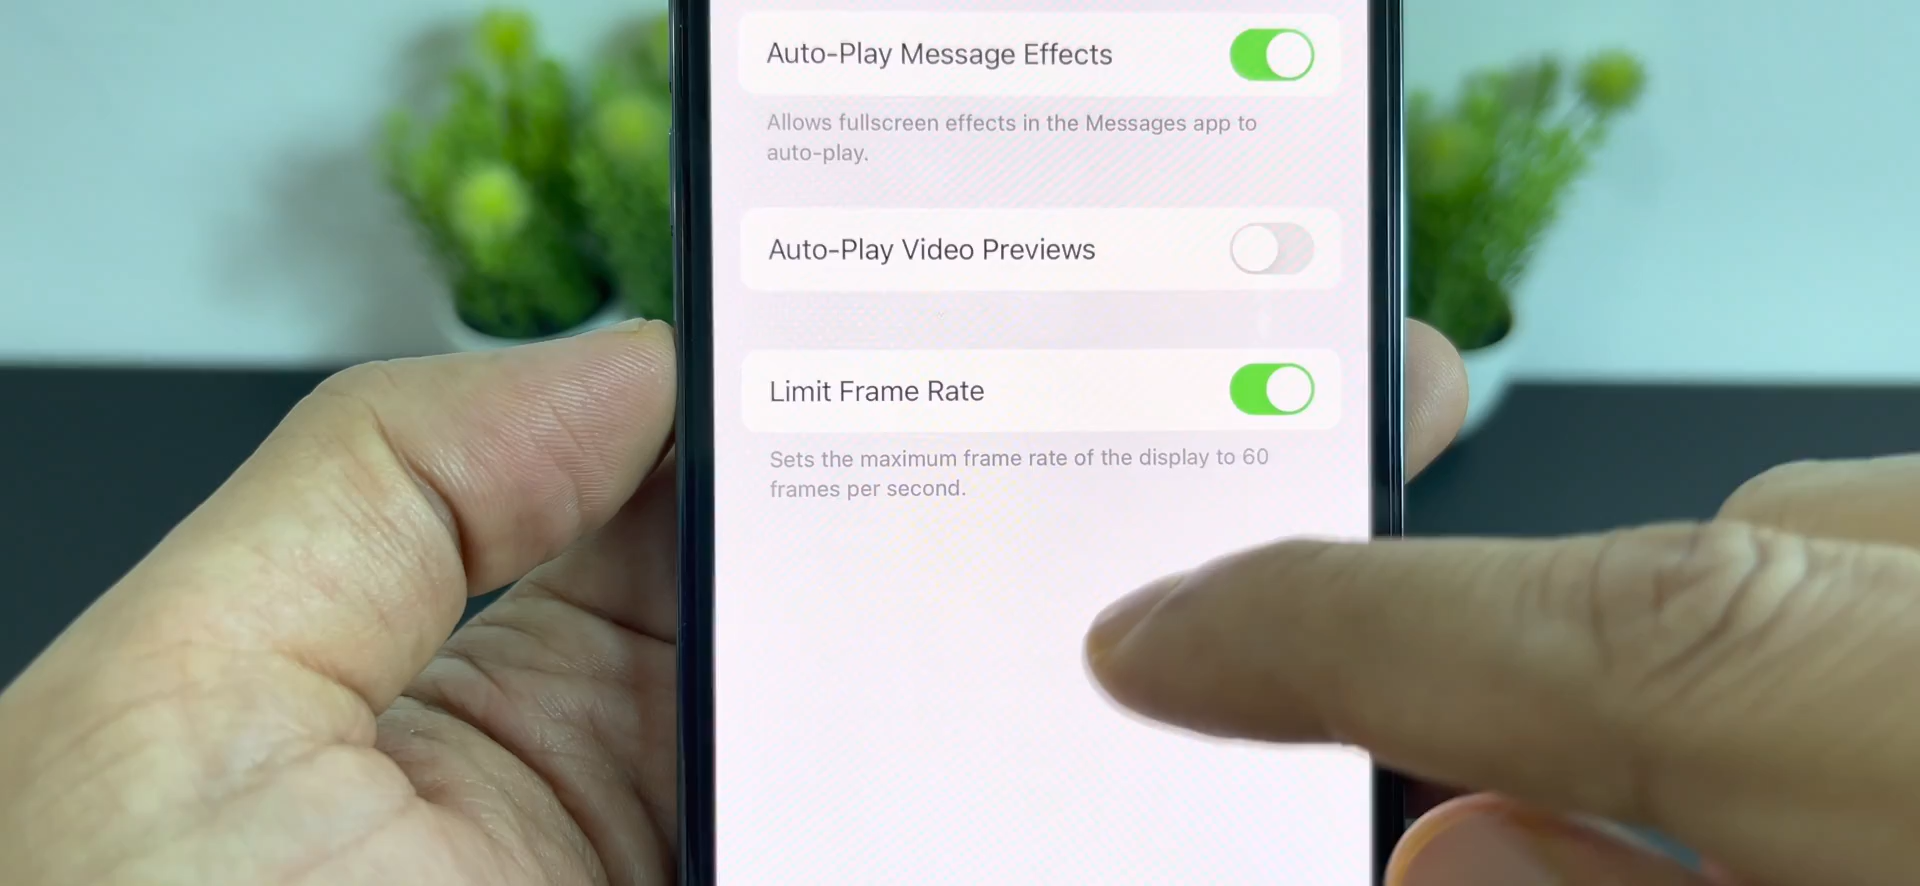 Auto-Play Message Effects
Allows fullscreen effects in the Messages app to
auto-play.
Auto-Play Video Previews
Limit Frame Rate
Sets the maximum frame rate of the display to 60
frames per second.